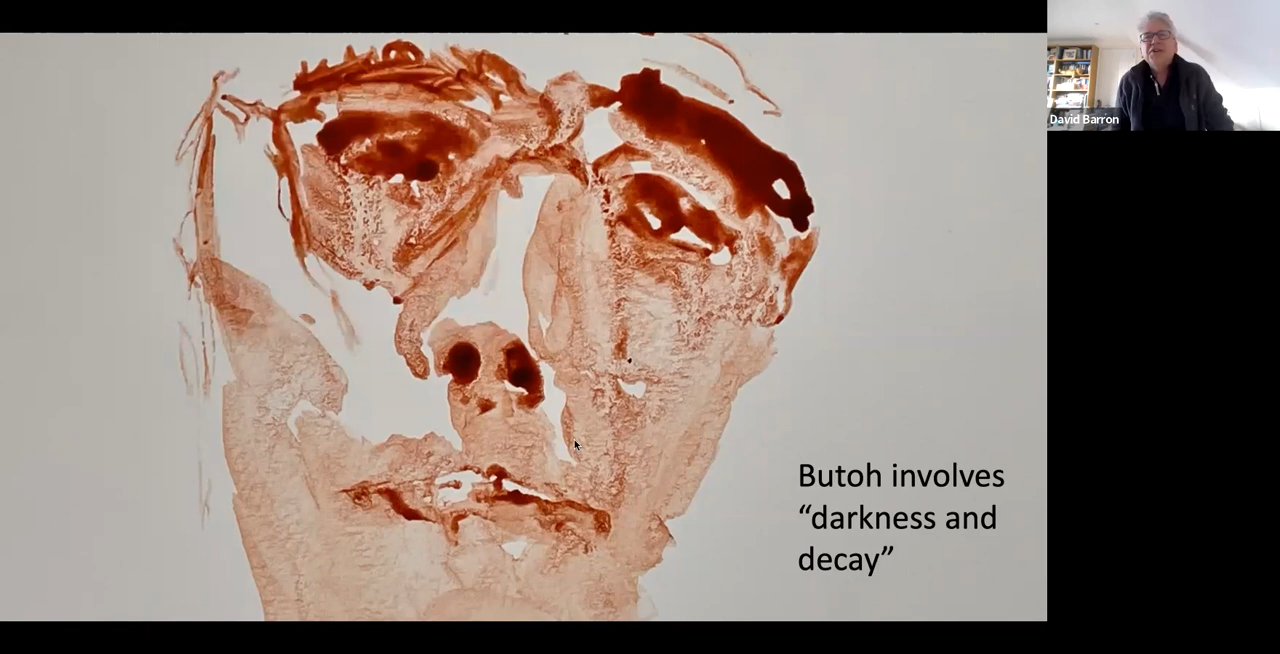 David Barron
Butoh involves
“darkness and
decay”